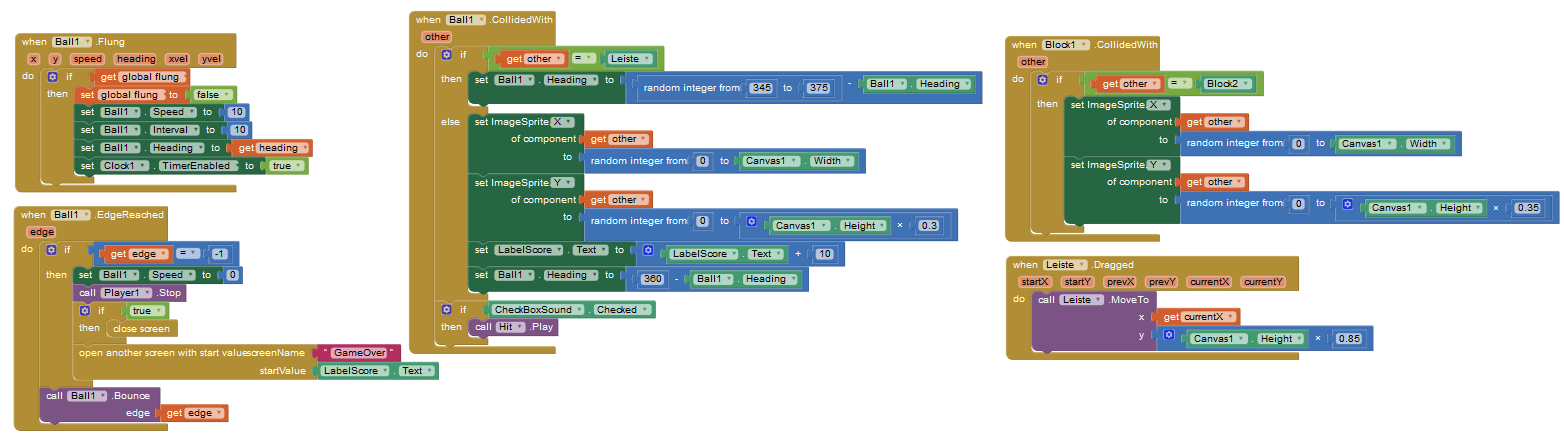 when Ball1 .Flung
x y speed heading xvel yvel
do if get global flung
then set global flung to false
set Ball1 . Speed to 10
set Ball1 . Interval to 10
set Ball1 . Heading to get heading
set Clock1 . TimerEnabled to true
when Ball1 .EdgeReached
edge
do if get edge = -1
then set Ball1 . Speed to 0
call Player1 .Stop
if true
then close screen
open another screen with start valuescreenName " GameOver "
startValue LabelScore . Text
call Ball1 .Bounce
edge get edge
when Ball1 .CollidedWith
other
do if get other = Leiste
then set Ball1 . Heading to random integer from 345 to 375 - Ball1 . Heading
else set ImageSprite. X
of component get other
to random integer from 0 to Canvas1 . Width
set ImageSprite. Y
of component get other
to random integer from 0 to Canvas1 . Height × 0.3
set LabelScore . Text to LabelScore . Text + 10
set Ball1 . Heading to 360 - Ball1 . Heading
if CheckBoxSound . Checked
then call Hit .Play
when Block1 .CollidedWith
other
do if get other = Block2
then set ImageSprite. X
of component get other
to random integer from 0 to Canvas1 . Width
set ImageSprite. Y
of component get other
to random integer from 0 to Canvas1 . Height × 0.35
when Leiste .Dragged
startX startY prevX prevY currentX currentY
do call Leiste .MoveTo
x get currentX
y Canvas1 . Height × 0.85